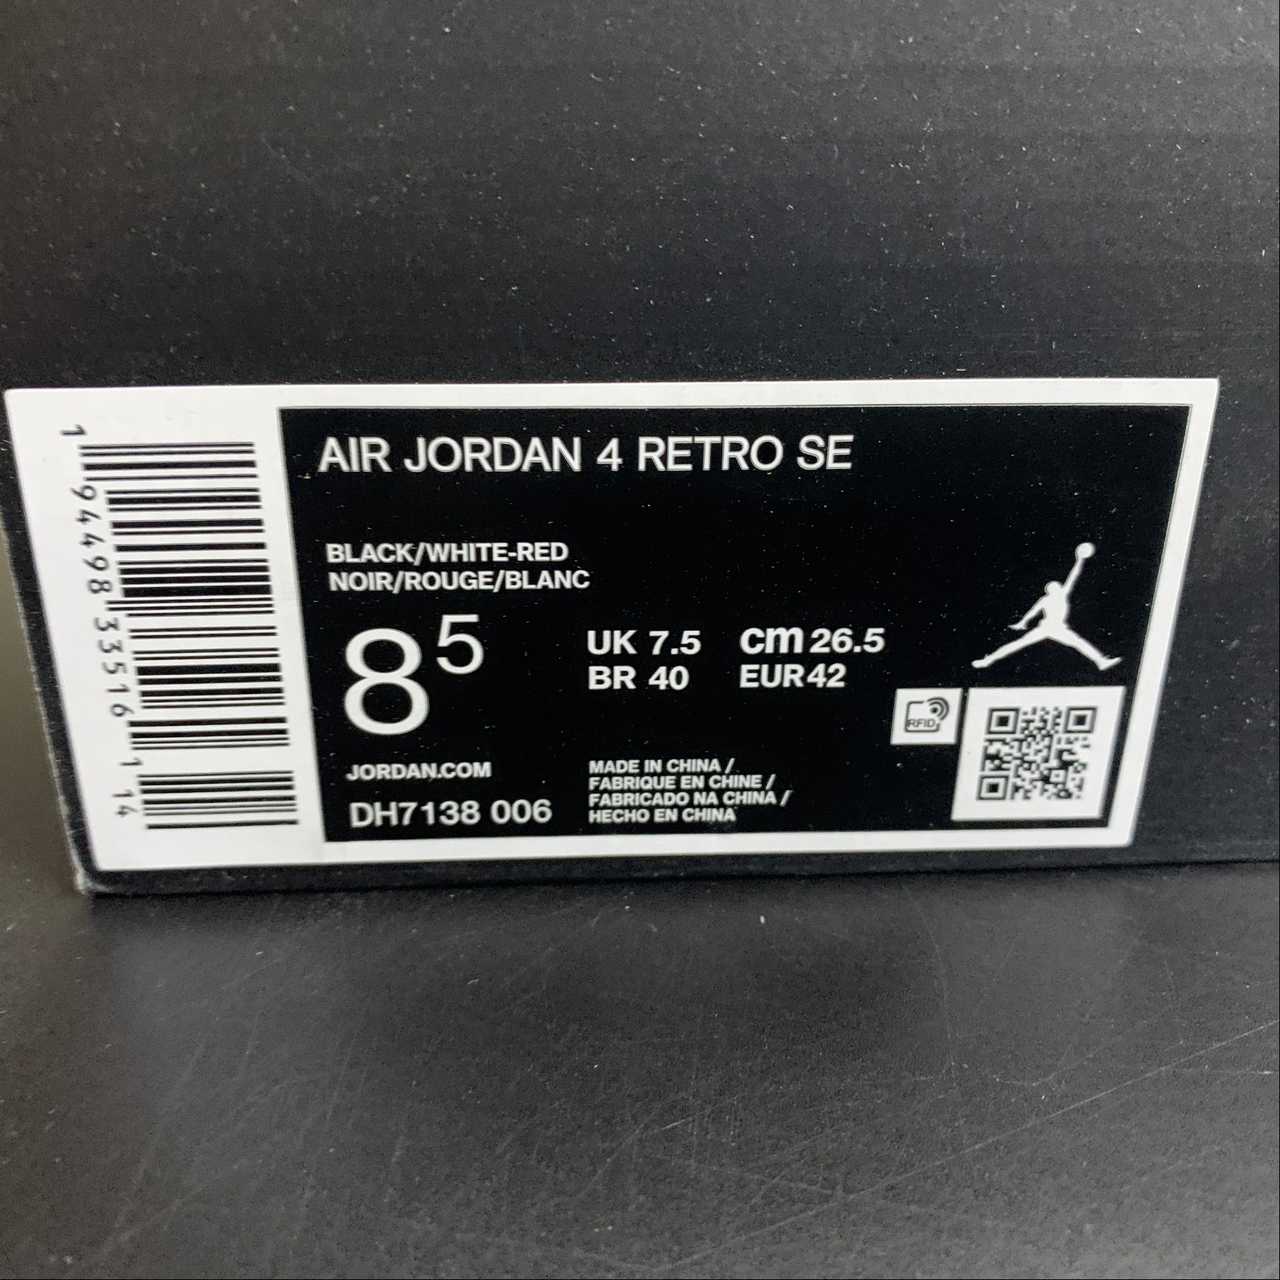 AIR JORDAN 4 RETRO SE
BLACK/WHITE-RED
NOIR/ROUGE/BLANC
8 5
UK 7.5 cm 26.5
BR 40 EUR 42
RFID
JORDAN.COM
DH7138 006
MADE IN CHINA /
FABRIQUE EN CHINE /
FABRICADO NA CHINA /
HECHO EN CHINA
1 94498 33516 1 14